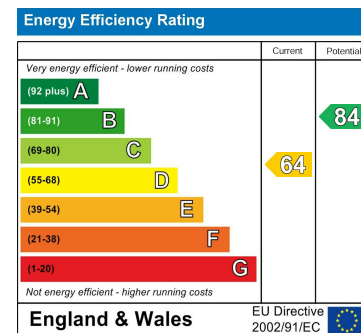 Energy Efficiency Rating
Current
Potential
Very energy efficient - lower running costs
(92 plus) A
(81-91) B
84
(69-80) C
64
(55-68) D
(39-54) E
(21-38) F
(1-20) G
Not energy efficient - higher running costs
England & Wales
EU Directive
2002/91/EC